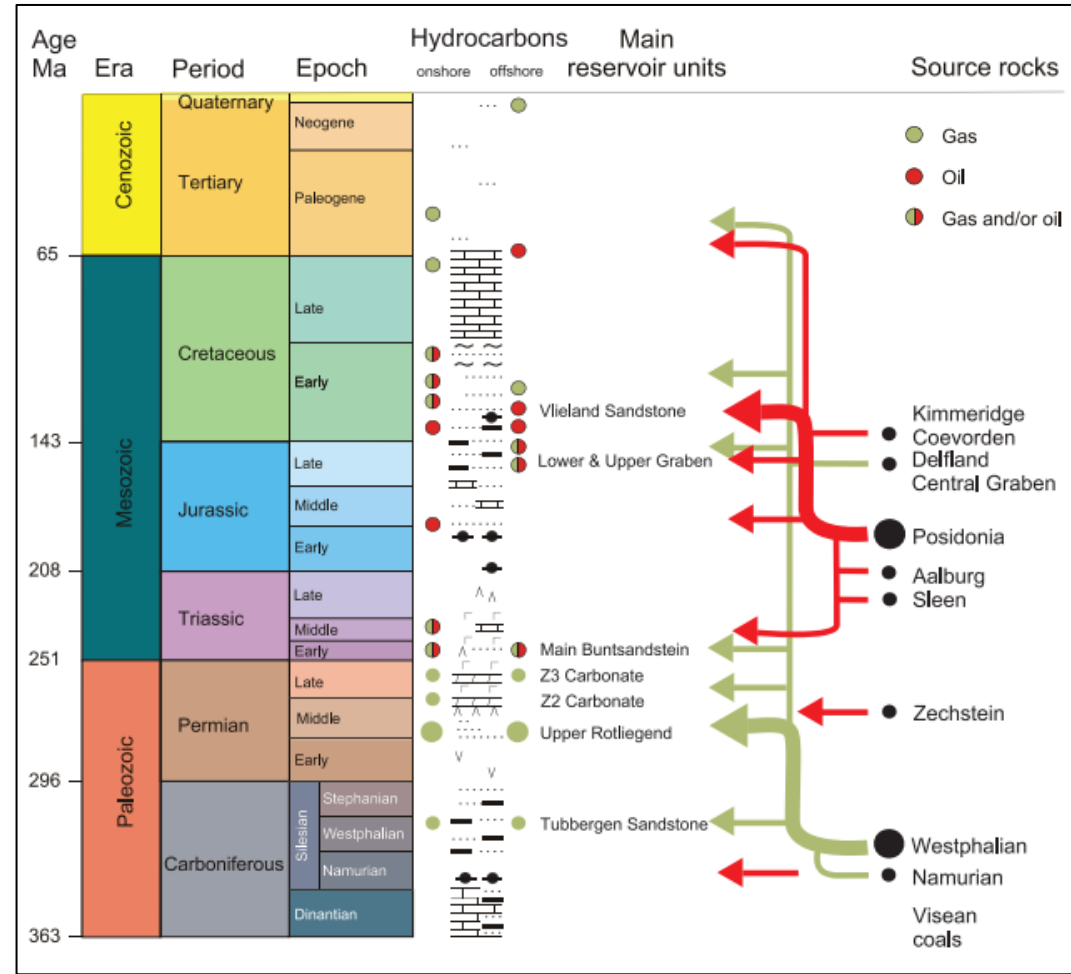 Age
Ma
Era
Period
Epoch
Hydrocarbons
onshore
offshore
Main
reservoir units
Source rocks
Quaternary
Neogene
Gas
Cenozoic
Tertiary
Oil
Paleogene
Gas and/or oil
65
Late
Cretaceous
Early
Vlieland Sandstone
Kimmeridge
Coevorden
Delfland
Central Graben
143
Mesozoic
Late
Lower & Upper Graben
Jurassic
Middle
Posidonia
Early
208
Aalburg
Sleen
Late
Triassic
Middle
Early
Main Buntsandstein
251
Late
Z3 Carbonate
Z2 Carbonate
Permian
Middle
Zechstein
Upper Rotliegend
Early
Paleozoic
296
Stephanian
Silesian
Westphalian
Tubbergen Sandstone
Westphalian
Carboniferous
Namurian
Namurian
Dinantian
Visean
coals
363